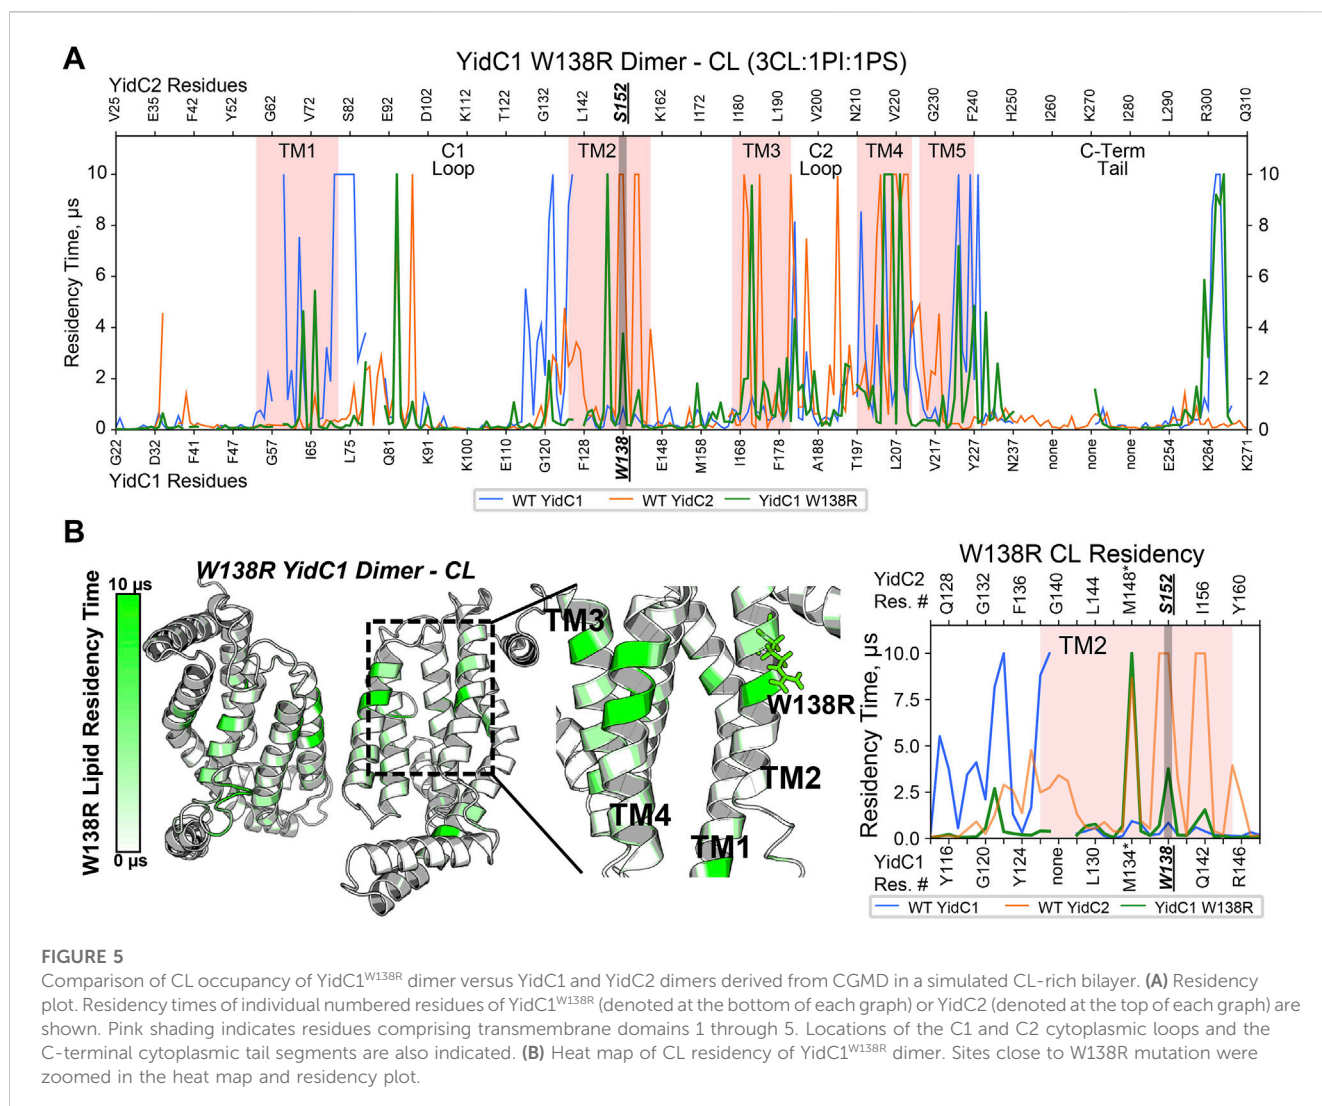 A
YidC1 W138R Dimer - CL (3CL:1PI:1PS)
YidC2 Residues
V25 E35 F42 Y52 G62 V72 S82 E92 D102 K112 T122 G132 L142 S152 K162 I172 I180 L190 V200 N210 V220 G230 F240 H250 I260 K270 I280 L290 R300 Q310
TM1 C1 Loop TM2 TM3 C2 Loop TM4 TM5 C-Term Tail
Residency Time, μs
10 8 6 4 2 0
10 8 6 4 2 0
G22 D32 F41 F47 G57 I65 L75 Q81 K91 K100 E110 G120 F128 W138 E148 M158 I168 F178 A188 T197 L207 V217 Y227 N237 none none none E254 K264 K271
YidC1 Residues
WT YidC1 WT YidC2 YidC1 W138R
B
W138R YidC1 Dimer - CL
10 μs
W138R Lipid Residency Time
0 μs
TM3
W138R
TM2
TM4
TM1
W138R CL Residency
YidC2 Res. #
Q128 G132 F136 G140 L144 M148* S152 I156 Y160
TM2
Residency Time, μs
10.0 7.5 5.0 2.5 0.0
YidC1 Res. #
Y116 G120 Y124 none L130 M134* W138 Q142 R146
WT YidC1 WT YidC2 YidC1 W138R
FIGURE 5
Comparison of CL occupancy of YidC1W138R dimer versus YidC1 and YidC2 dimers derived from CGMD in a simulated CL-rich bilayer. (A) Residency
plot. Residency times of individual numbered residues of YidC1W138R (denoted at the bottom of each graph) or YidC2 (denoted at the top of each graph) are
shown. Pink shading indicates residues comprising transmembrane domains 1 through 5. Locations of the C1 and C2 cytoplasmic loops and the
C-terminal cytoplasmic tail segments are also indicated. (B) Heat map of CL residency of YidC1W138R dimer. Sites close to W138R mutation were
zoomed in the heat map and residency plot.